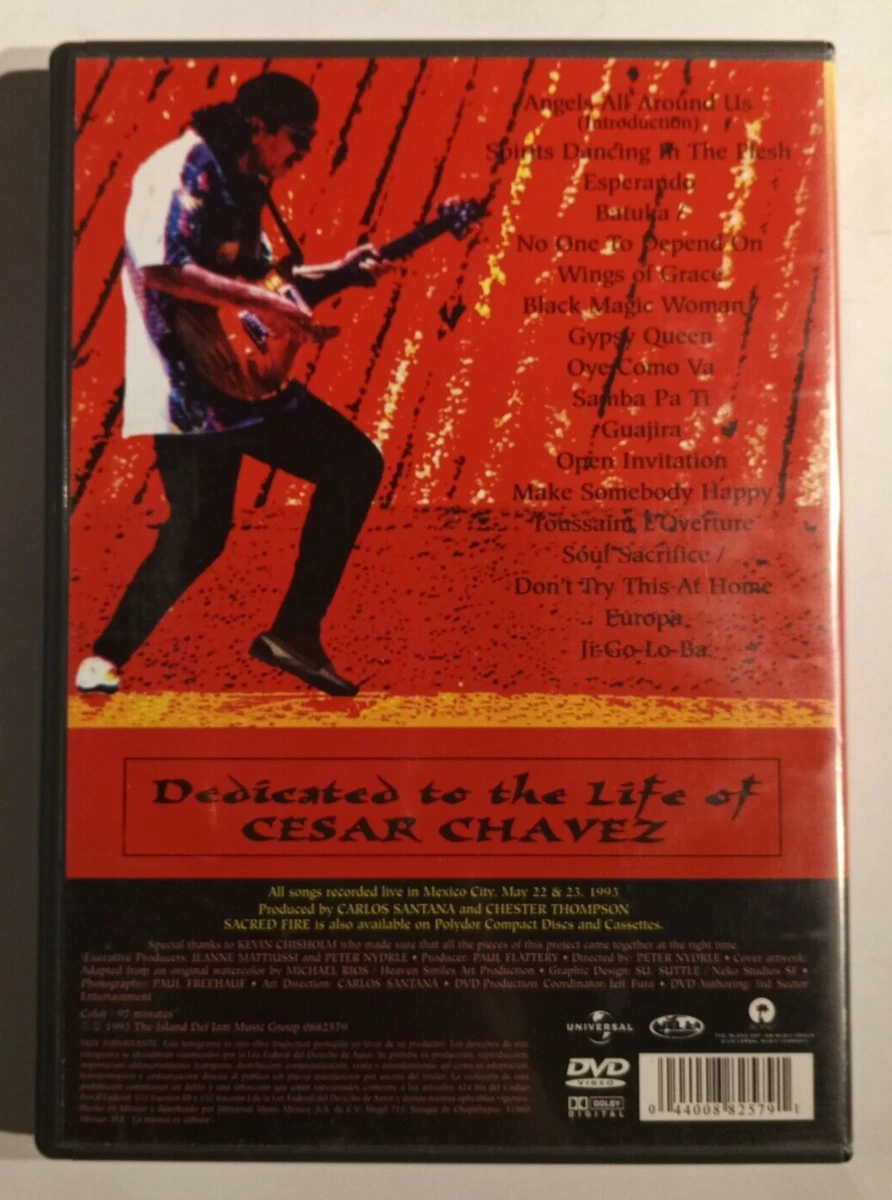 Angels All Around Us
(Introduction)
Spirits Dancing In The Flesh
Esperando
Batuka /
No One To Depend On
Wings of Grace
Black Magic Woman /
Gypsy Queen
Oye Como Va
Samba Pa Ti
Guajira
Open Invitation
Make Somebody Happy
Toussaint L'Overture
Soul Sacrifice /
Don't Try This At Home
Europa
Ji-Go-Lo-Ba
Dedicated to the Life of
CESAR CHAVEZ
All songs recorded live in Mexico City. May 22 & 23. 1993
Produced by CARLOS SANTANA and CHESTER THOMPSON
SACRED FIRE is also available on Polydor Compact Discs and Cassettes.
Special thanks to KEVIN CHISHOLM who made sure that all the pieces of this project came together at the right time
Executive Producers: JEANNE MATTIUSSI and PETER NYDRLE • Producer: PAUL FLATTERY • Directed by: PETER NYDRLE • Cover artwork:
Adapted from an original watercolor by MICHAEL RIOS / Heaven Smiles Art Production • Graphic Design: SU. SUTTLE / Neko Studios SF •
Photography: PAUL FREEHAUF • Art Direction: CARLOS SANTANA • DVD Production Coordinator: Jeff Fura • DVD Authoring: 3rd Sector
Entertainment
Color / 97 minutes
1993 The Island Def Jam Music Group 0882579
UNIVERSAL
DVD
VIDEO
DOLBY
DIGITAL
0 44008 82579 1